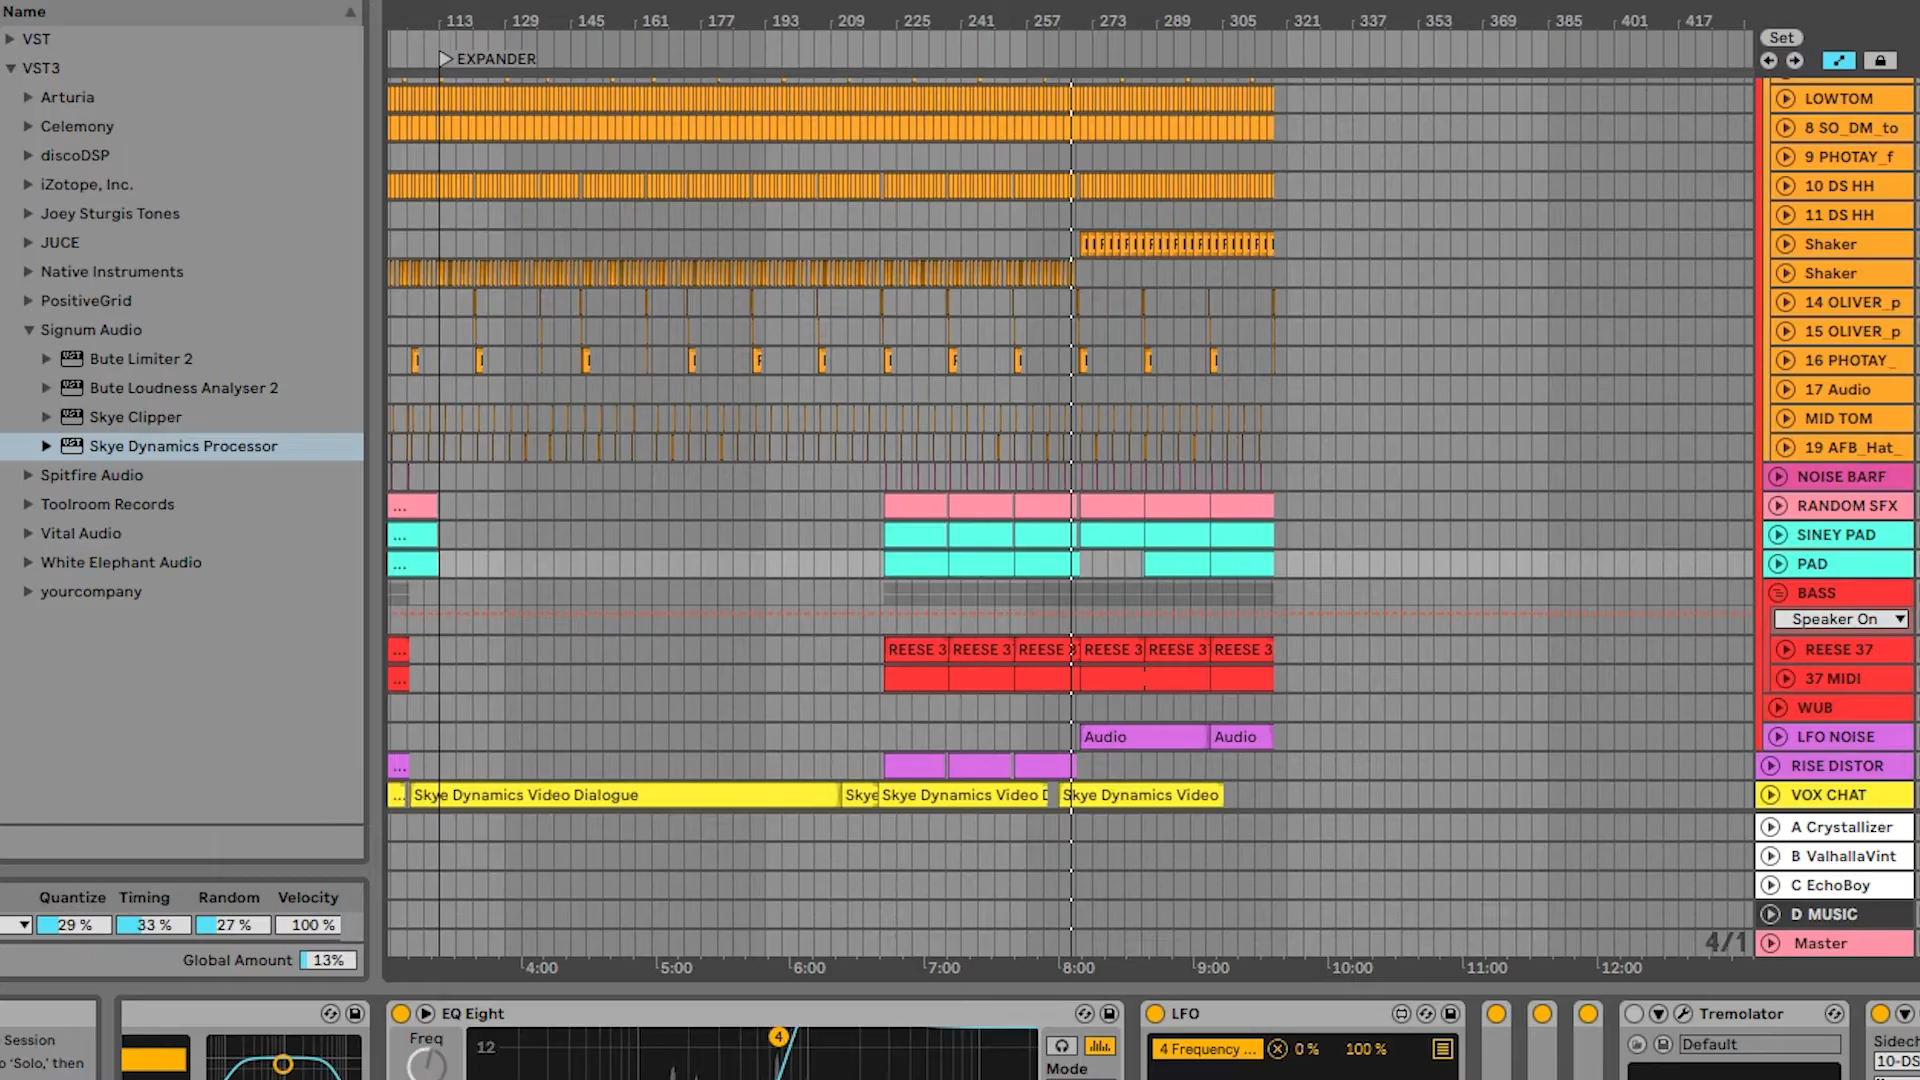 Name
VST
VST3
Arturia
Celemony
discoDSP
iZotope, Inc.
Joey Sturgis Tones
JUCE
Native Instruments
PositiveGrid
Signum Audio
Bute Limiter 2
Bute Loudness Analyser 2
Skye Clipper
Skye Dynamics Processor
Spitfire Audio
Toolroom Records
Vital Audio
White Elephant Audio
yourcompany
Quantize Timing Random Velocity
29 % 33 % 27 % 100 %
Global Amount 13%
113 129 145 161 177 193 209 225 241 257 273 289 305 321 337 353 369 385 401 417
EXPANDER
Set
LOWTOM
8 SO_DM_to
9 PHOTAY_f
10 DS HH
11 DS HH
Shaker
Shaker
14 OLIVER_p
15 OLIVER_p
16 PHOTAY_
17 Audio
MID TOM
19 AFB_Hat_
NOISE BARF
... RANDOM SFX
... SINEY PAD
... PAD
BASS
Speaker On
... REESE 3 REESE 3 REESE REESE 3 REESE 3 REESE 3 REESE 37
... 37 MIDI
WUB
Audio Audio LFO NOISE
... RISE DISTOR
... Skye Dynamics Video Dialogue Skye Skye Dynamics Video D Skye Dynamics Video VOX CHAT
A Crystallizer
B ValhallaVint
C EchoBoy
D MUSIC
4/1 Master
4:00 5:00 6:00 7:00 8:00 9:00 10:00 11:00 12:00
Session
o 'Solo,' then
EQ Eight
Freq
12
4
Mode
LFO
4 Frequency ... 0 % 100 %
Tremolator
Default
Sidech
10-DS